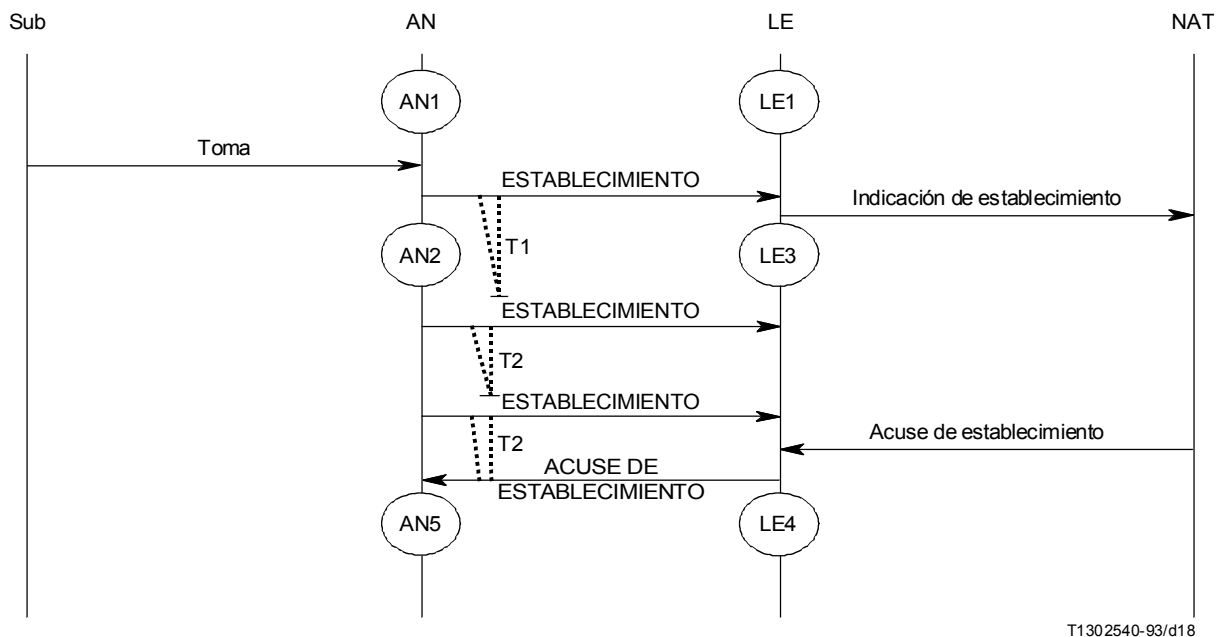 Sub AN LE NAT
AN1 LE1
Toma
ESTABLECIMIENTO
Indicación de establecimiento
AN2 T1 LE3
ESTABLECIMIENTO
T2
ESTABLECIMIENTO
Acuse de establecimiento
T2
ACUSE DE
ESTABLECIMIENTO
AN5 LE4
T1302540-93/d18